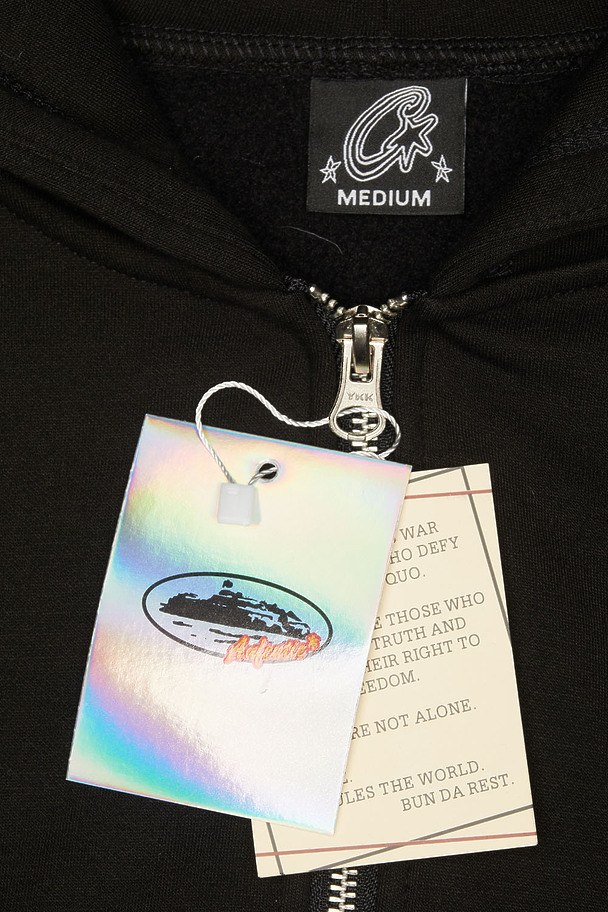 MEDIUM
YKK
WAR
HO DEFY
QUO.
E THOSE WHO
TRUTH AND
HEIR RIGHT TO
EEDOM.
RE NOT ALONE.
E.
ULES THE WORLD.
BUN DA REST.